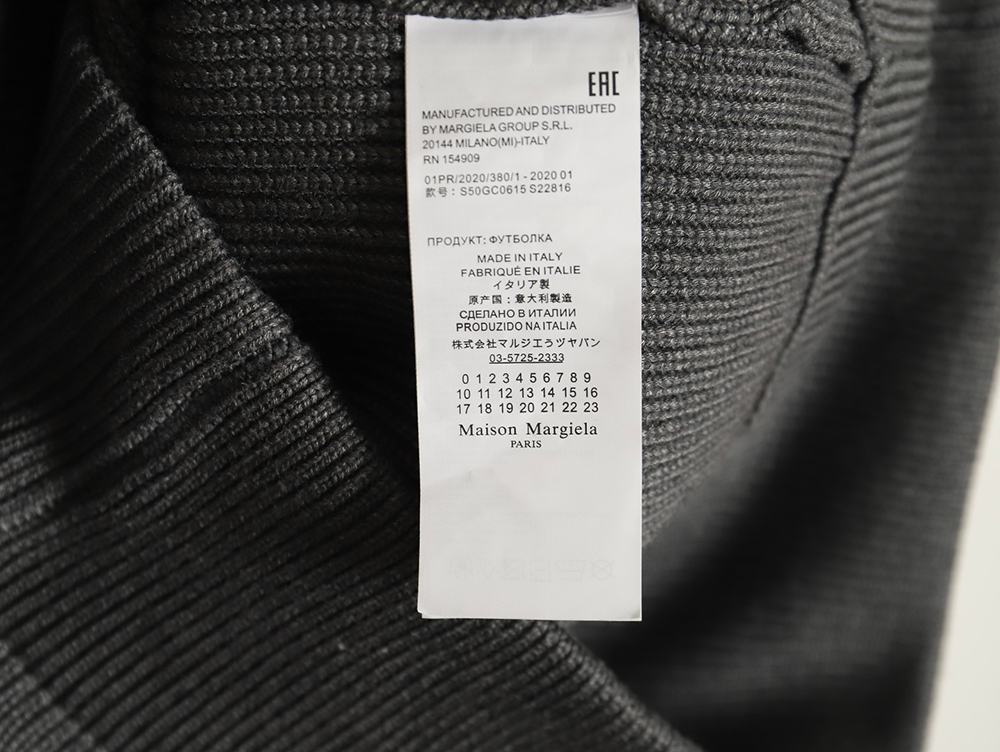 EAC
MANUFACTURED AND DISTRIBUTED
BY MARGIELA GROUP S.R.L.
20144 MILANO(MI)-ITALY
RN 154909
01PR/2020/380/1 - 2020 01
款号: S50GC0615 S22816
ПРОДУКТ: ФУТБОЛКА
MADE IN ITALY
FABRIQUÉ EN ITALIE
イタリア製
原产国：意大利製造
СДЕЛАНО В ИТАЛИИ
PRODUZIDO NA ITALIA
株式会社マルジエラヅヤバン
03-5725-2333
0 1 2 3 4 5 6 7 8 9
10 11 12 13 14 15 16
17 18 19 20 21 22 23
Maison Margiela
PARIS